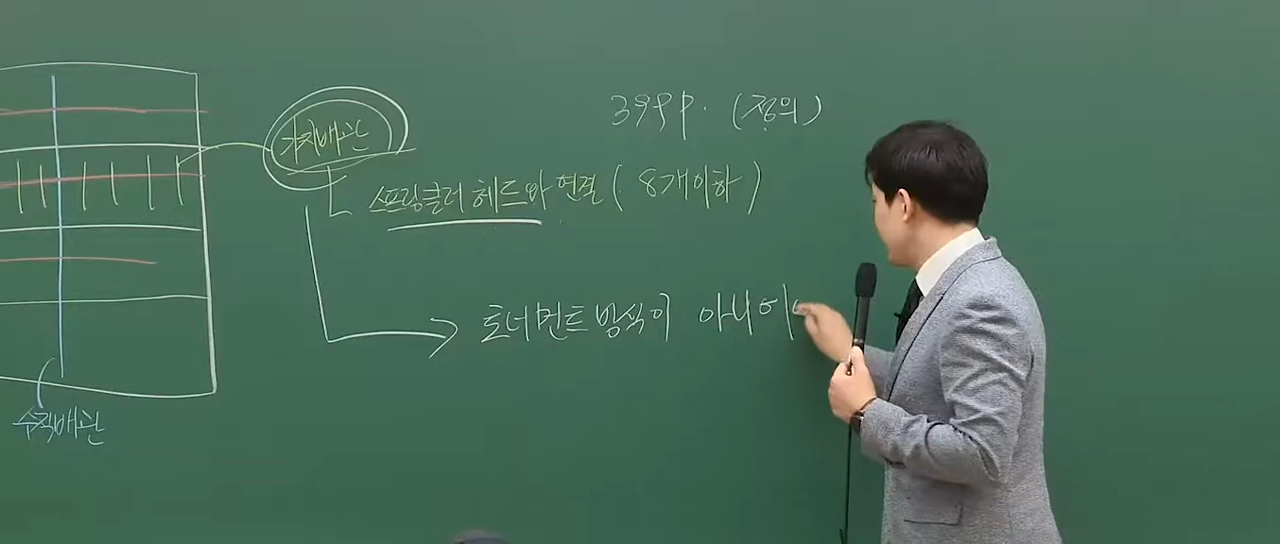 399p. (정의)
가지배관
스프링클러 헤드와 연결 (8개이하)
토너먼트 방식이 아니어
수직배관